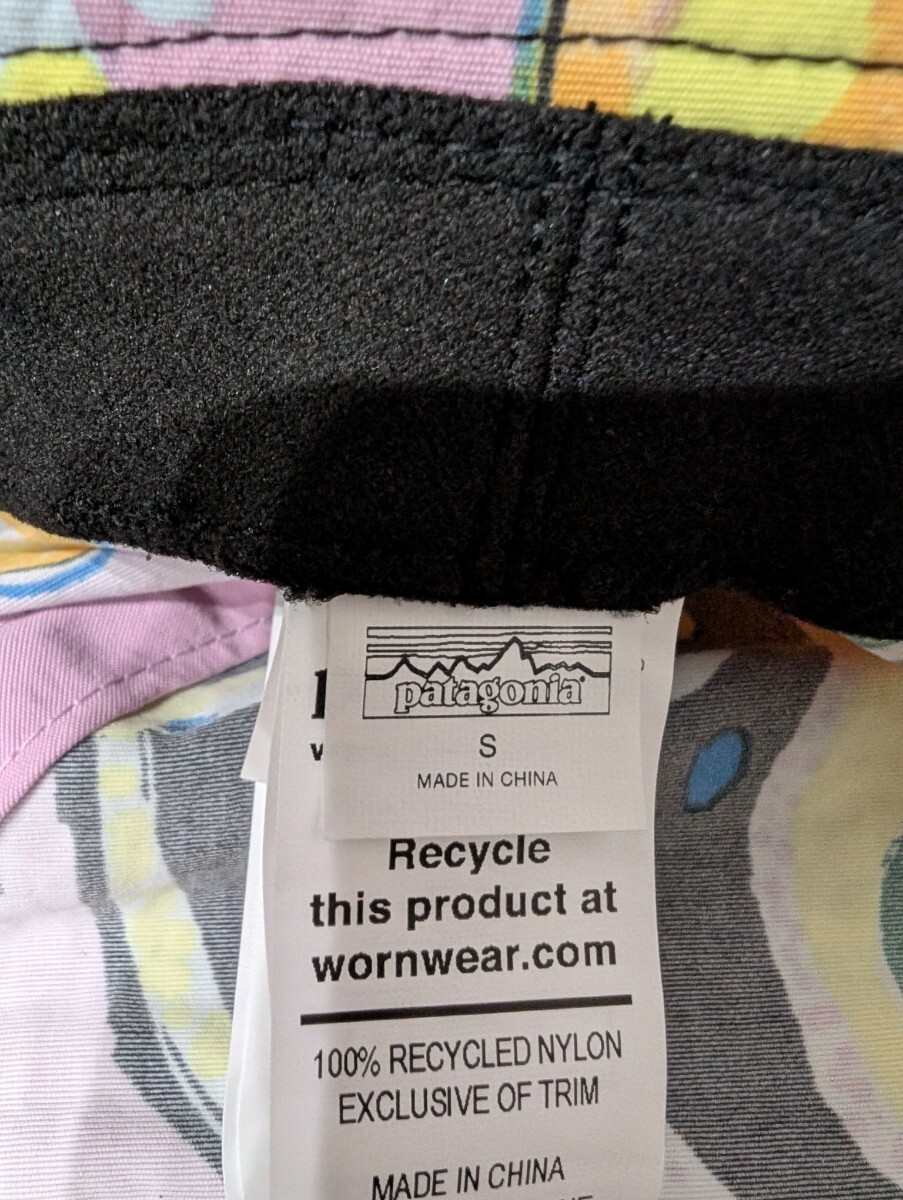 patagonia
S
MADE IN CHINA
Recycle
this product at
wornwear.com
100% RECYCLED NYLON
EXCLUSIVE OF TRIM
MADE IN CHINA